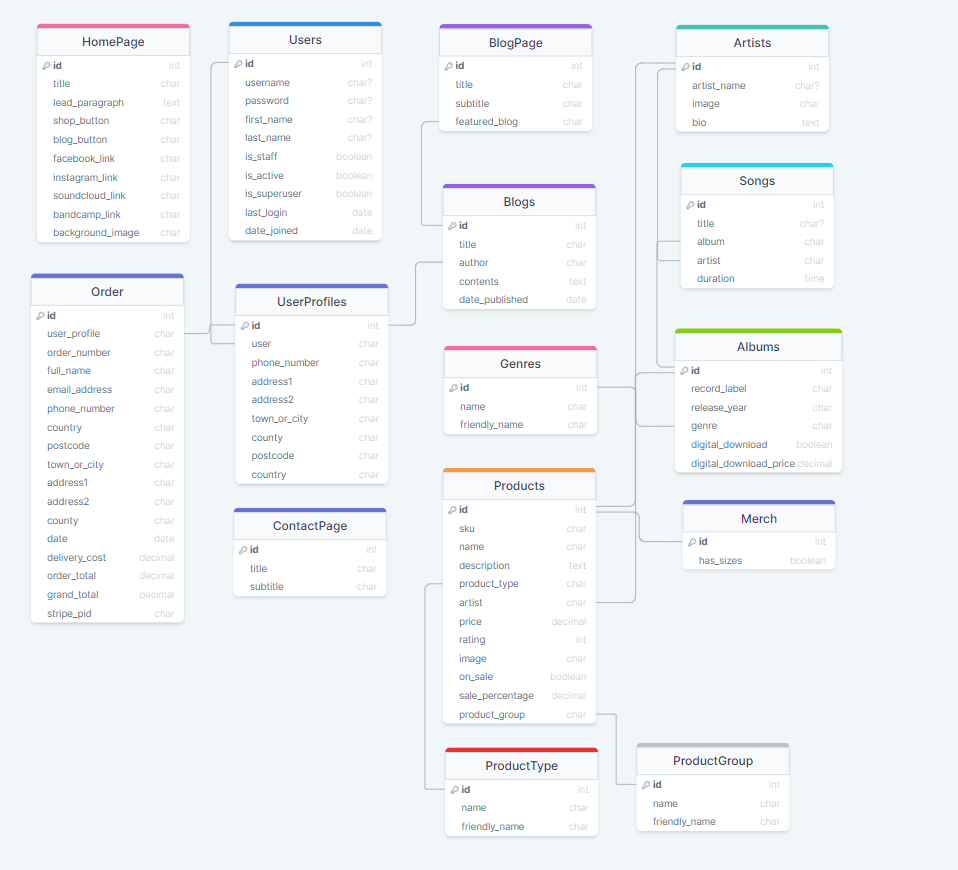 HomePage
id int
title char
lead_paragraph text
shop_button char
blog_button char
facebook_link char
instagram_link char
soundcloud_link char
bandcamp_link char
background_image char
Users
id int
username char?
password char?
first_name char?
last_name char?
is_staff boolean
is_active boolean
is_superuser boolean
last_login date
date_joined date
BlogPage
id int
title char
subtitle char
featured_blog char
Artists
id int
artist_name char?
image char
bio text
Songs
id int
title char?
album char
artist char
duration time
Blogs
id int
title char
author char
contents text
date_published date
Order
id int
user_profile char
order_number char
full_name char
email_address char
phone_number char
country char
postcode char
town_or_city char
address1 char
address2 char
county char
date date
delivery_cost decimal
order_total decimal
grand_total decimal
stripe_pid char
UserProfiles
id int
user char
phone_number char
address1 char
address2 char
town_or_city char
county char
postcode char
country char
Genres
id int
name char
friendly_name char
Albums
id int
record_label char
release_year char
genre char
digital_download boolean
digital_download_price decimal
Products
id int
sku char
name char
description text
product_type char
artist char
price decimal
rating int
image char
on_sale boolean
sale_percentage decimal
product_group char
ContactPage
id int
title char
subtitle char
Merch
id int
has_sizes boolean
ProductType
id int
name char
friendly_name char
ProductGroup
id int
name char
friendly_name char